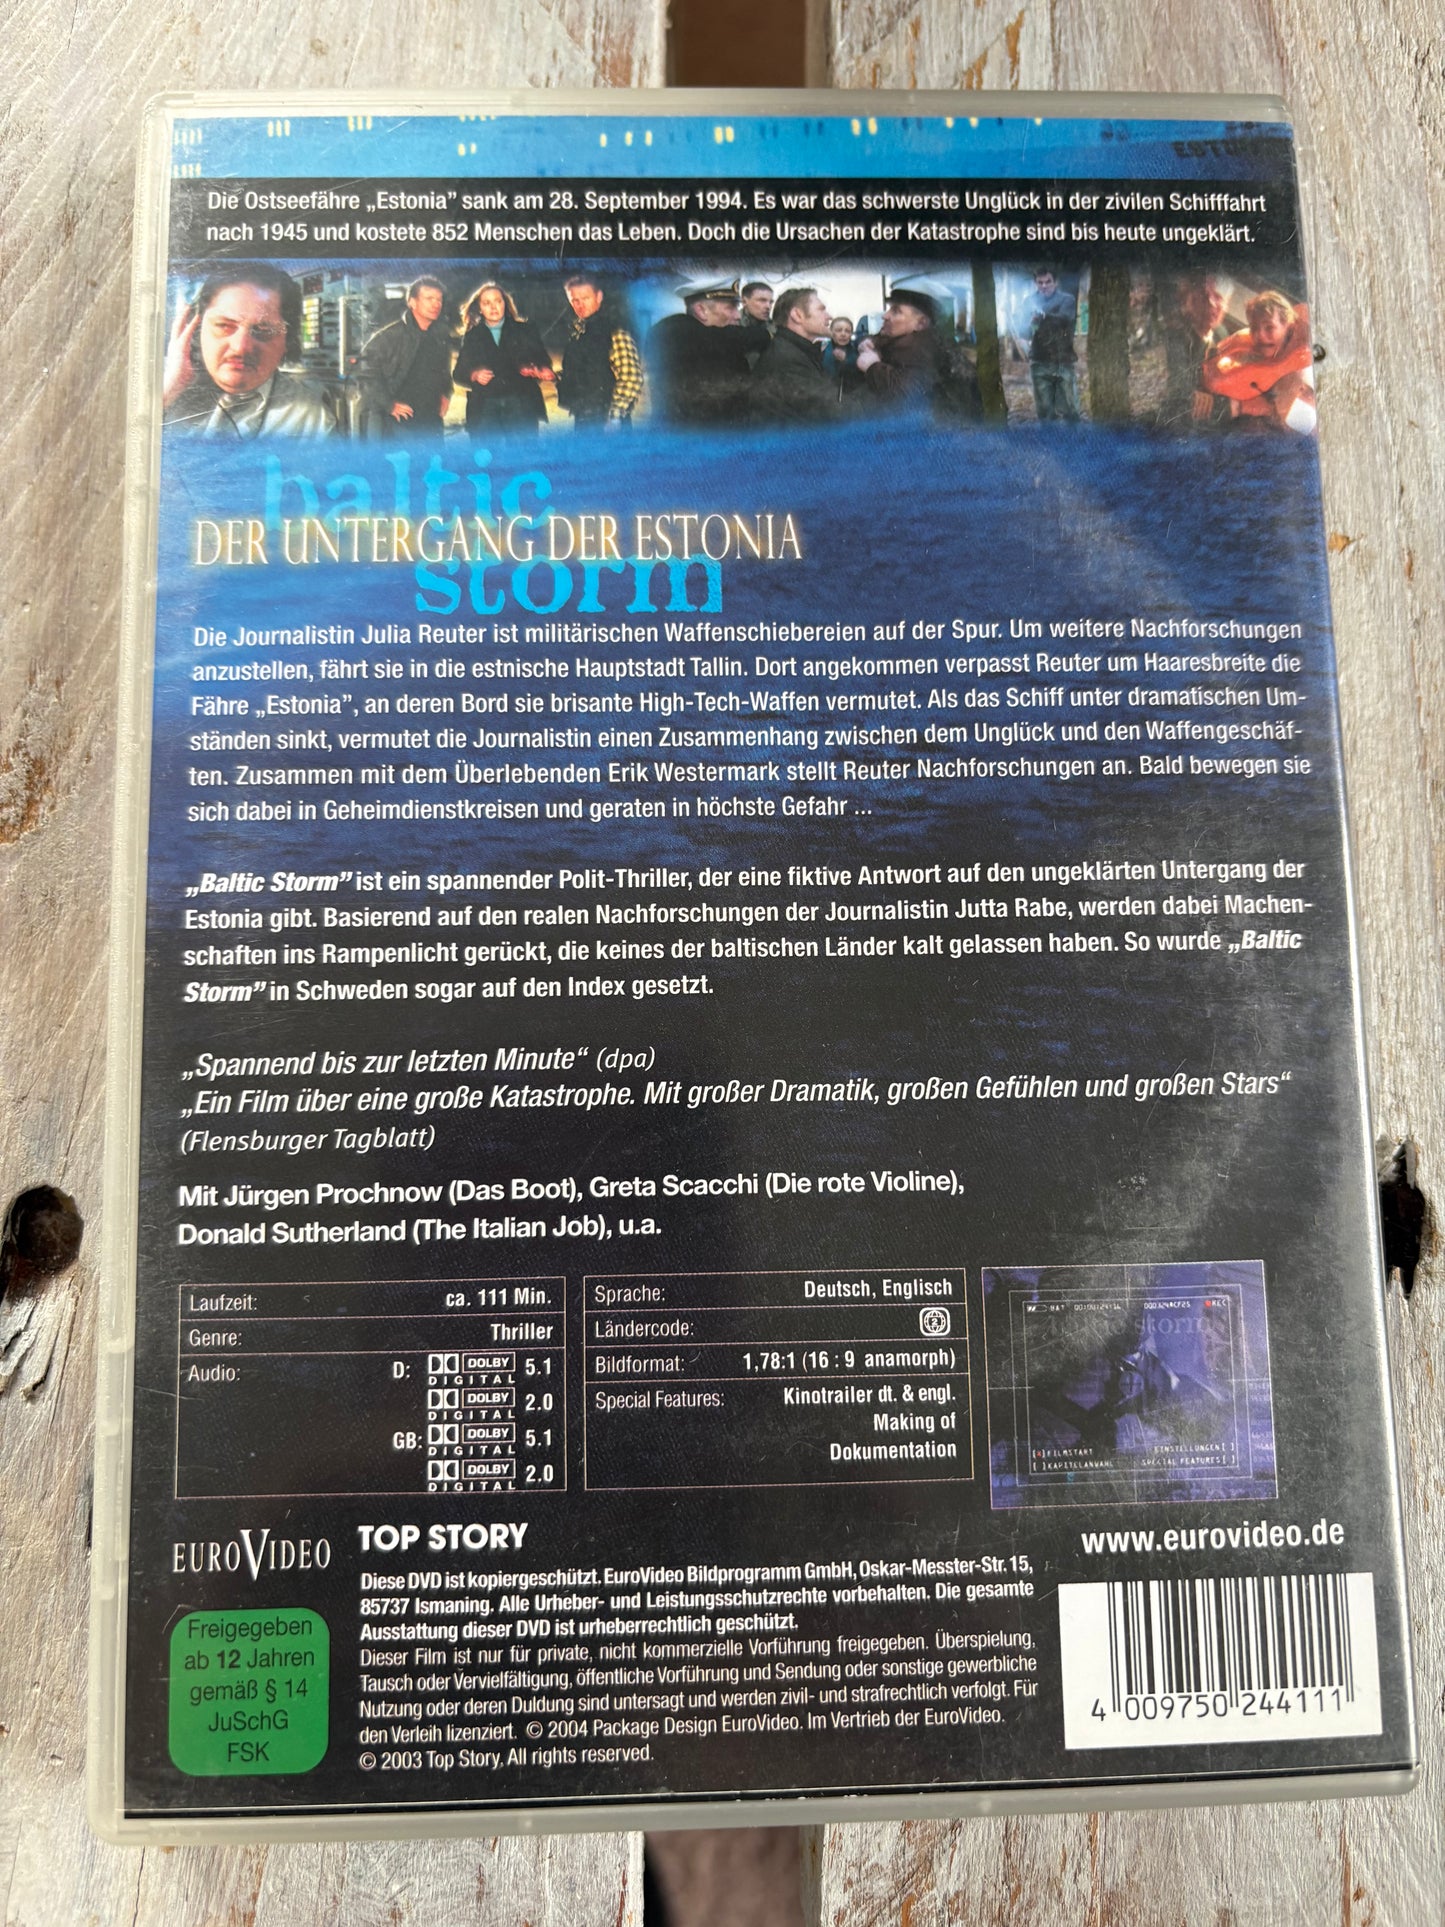 Die Ostseefähre „Estonia” sank am 28. September 1994. Es war das schwerste Unglück in der zivilen Schifffahrt
nach 1945 und kostete 852 Menschen das Leben. Doch die Ursachen der Katastrophe sind bis heute ungeklärt.
baltic
DER UNTERGANG DER ESTONIA
storm
Die Journalistin Julia Reuter ist militärischen Waffenschiebereien auf der Spur. Um weitere Nachforschungen
anzustellen, fährt sie in die estnische Hauptstadt Tallin. Dort angekommen verpasst Reuter um Haaresbreite die
Fähre „Estonia”, an deren Bord sie brisante High-Tech-Waffen vermutet. Als das Schiff unter dramatischen Um-
ständen sinkt, vermutet die Journalistin einen Zusammenhang zwischen dem Unglück und den Waffengeschäf-
ten. Zusammen mit dem Überlebenden Erik Westermark stellt Reuter Nachforschungen an. Bald bewegen sie
sich dabei in Geheimdienstkreisen und geraten in höchste Gefahr ...
„Baltic Storm” ist ein spannender Polit-Thriller, der eine fiktive Antwort auf den ungeklärten Untergang der
Estonia gibt. Basierend auf den realen Nachforschungen der Journalistin Jutta Rabe, werden dabei Machen-
schaften ins Rampenlicht gerückt, die keines der baltischen Länder kalt gelassen haben. So wurde „Baltic
Storm” in Schweden sogar auf den Index gesetzt.
„Spannend bis zur letzten Minute“ (dpa)
„Ein Film über eine große Katastrophe. Mit großer Dramatik, großen Gefühlen und großen Stars“
(Flensburger Tagblatt)
Mit Jürgen Prochnow (Das Boot), Greta Scacchi (Die rote Violine),
Donald Sutherland (The Italian Job), u.a.
Laufzeit: ca. 111 Min.
Genre: Thriller
Audio: D: DOLBY DIGITAL 5.1
DOLBY DIGITAL 2.0
GB: DOLBY DIGITAL 5.1
DOLBY DIGITAL 2.0
Sprache: Deutsch, Englisch
Ländercode: 2
Bildformat: 1,78:1 (16 : 9 anamorph)
Special Features: Kinotrailer dt. & engl.
Making of
Dokumentation
storm
[ ]FILMSTART EINSTELLUNGEN[ ]
[ ]KAPITELANWAHL SPECIAL FEATURES[ ]
EUROVIDEO
TOP STORY
www.eurovideo.de
Diese DVD ist kopiergeschützt. EuroVideo Bildprogramm GmbH, Oskar-Messter-Str. 15,
85737 Ismaning. Alle Urheber- und Leistungsschutzrechte vorbehalten. Die gesamte
Ausstattung dieser DVD ist urheberrechtlich geschützt.
Dieser Film ist nur für private, nicht kommerzielle Vorführung freigegeben. Überspielung,
Tausch oder Vervielfältigung, öffentliche Vorführung und Sendung oder sonstige gewerbliche
Nutzung oder deren Duldung sind untersagt und werden zivil- und strafrechtlich verfolgt. Für
den Verleih lizenziert. © 2004 Package Design EuroVideo. Im Vertrieb der EuroVideo.
© 2003 Top Story, All rights reserved.
Freigegeben
ab 12 Jahren
gemäß § 14
JuSchG
FSK
4 009750 244111